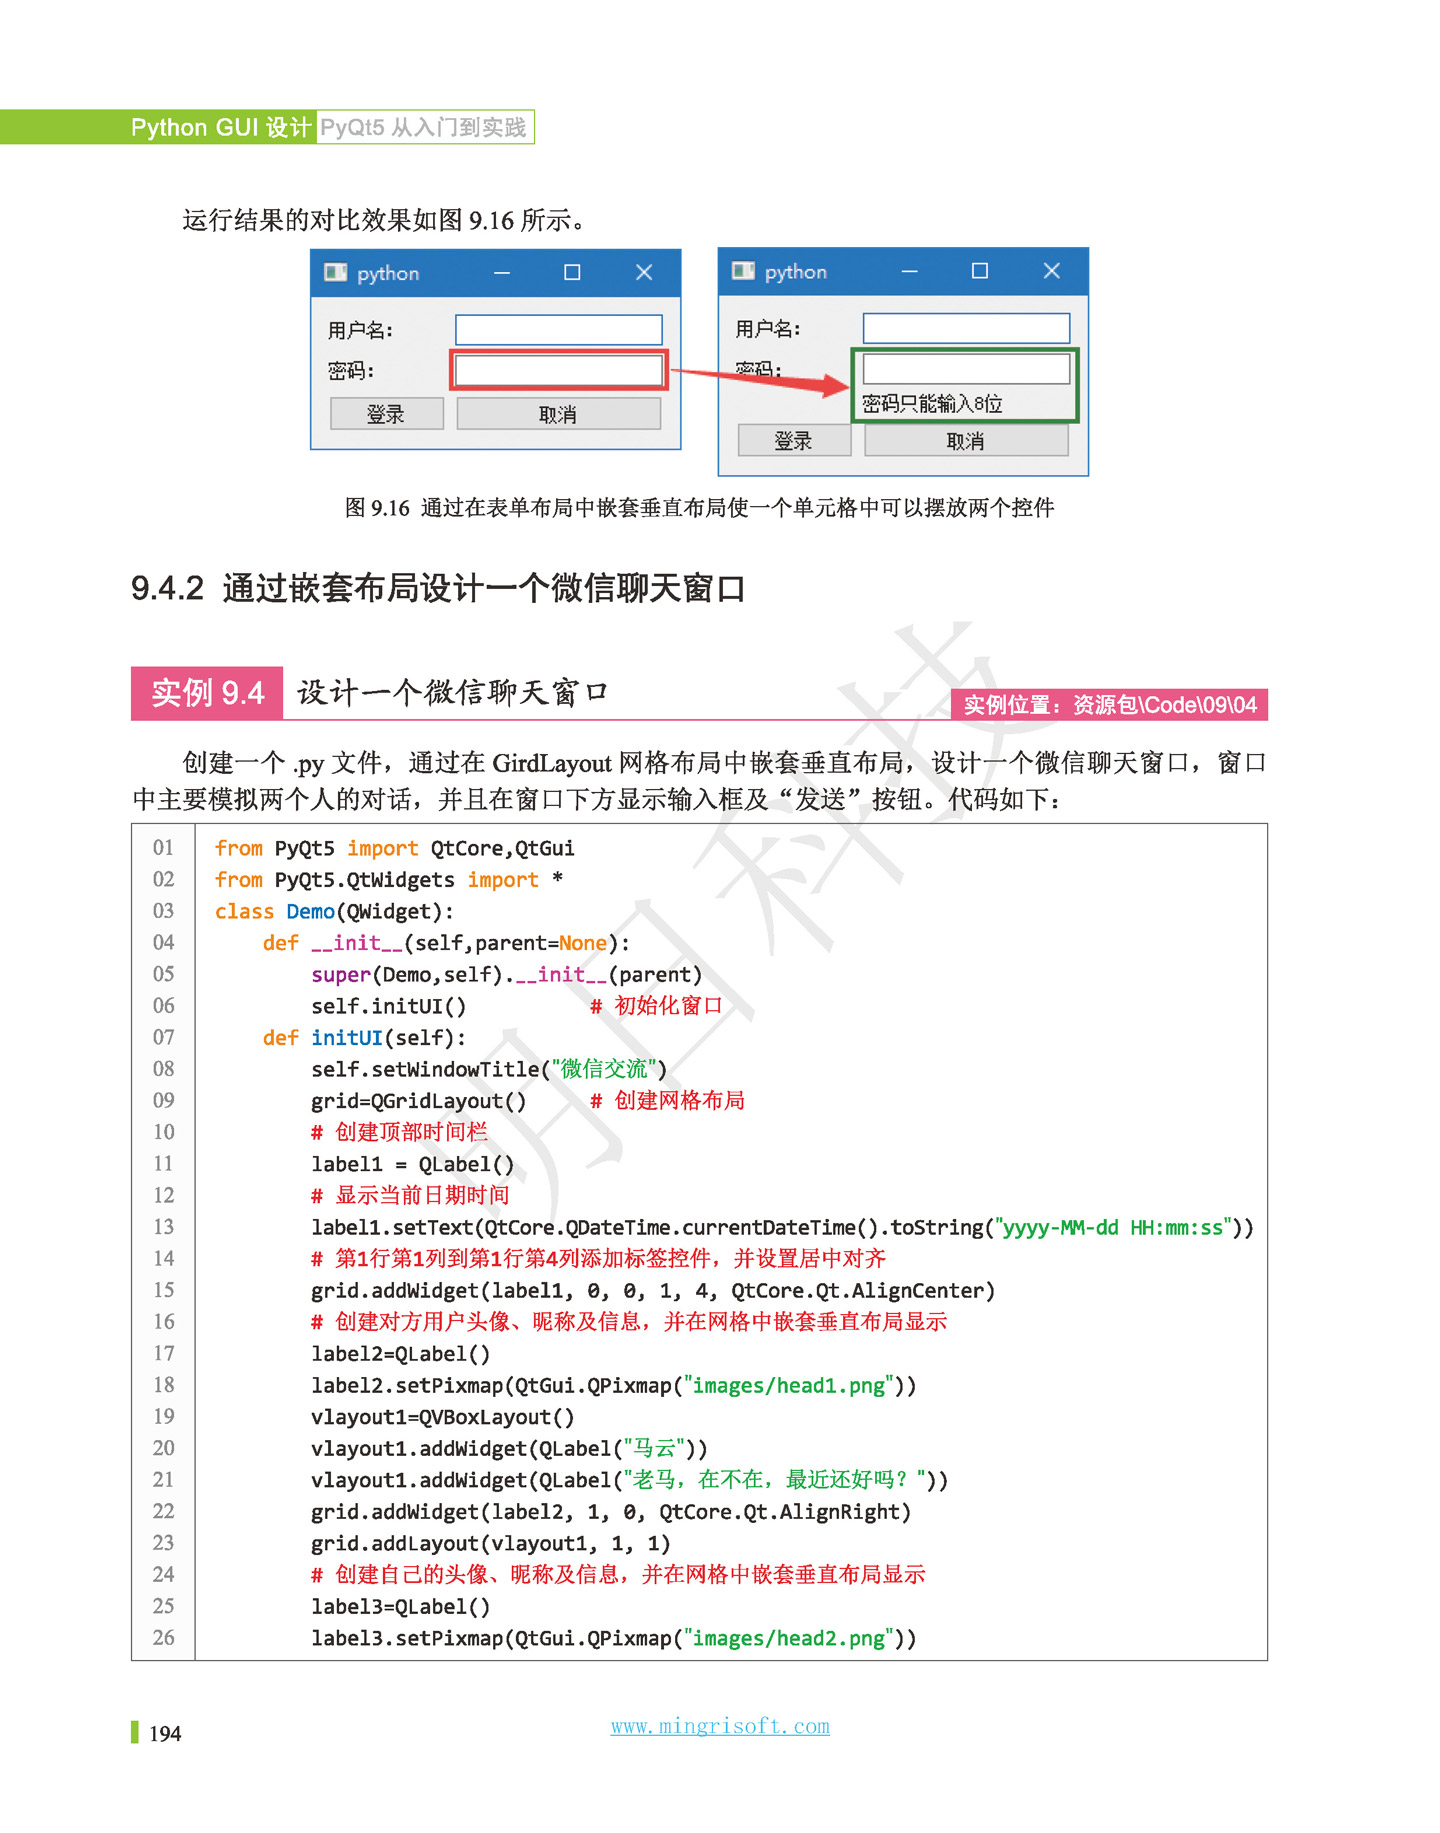 Python GUI 设计 PyQt5 从入门到实践
运行结果的对比效果如图 9.16 所示。
python
用户名：
密码：
登录 取消
python
用户名：
密码：
密码只能输入8位
登录 取消
图 9.16 通过在表单布局中嵌套垂直布局使一个单元格中可以摆放两个控件
9.4.2 通过嵌套布局设计一个微信聊天窗口
实例 9.4 设计一个微信聊天窗口
实例位置：资源包\Code\09\04
创建一个 .py 文件，通过在 GirdLayout 网格布局中嵌套垂直布局，设计一个微信聊天窗口，窗口
中主要模拟两个人的对话，并且在窗口下方显示输入框及“发送”按钮。代码如下：
01 from PyQt5 import QtCore,QtGui
02 from PyQt5.QtWidgets import *
03 class Demo(QWidget):
04     def __init__(self,parent=None):
05         super(Demo,self).__init__(parent)
06         self.initUI()          # 初始化窗口
07     def initUI(self):
08         self.setWindowTitle("微信交流")
09         grid=QGridLayout()     # 创建网格布局
10         # 创建顶部时间栏
11         label1 = QLabel()
12         # 显示当前日期时间
13         label1.setText(QtCore.QDateTime.currentDateTime().toString("yyyy-MM-dd HH:mm:ss"))
14         # 第1行第1列到第1行第4列添加标签控件，并设置居中对齐
15         grid.addWidget(label1, 0, 0, 1, 4, QtCore.Qt.AlignCenter)
16         # 创建对方用户头像、昵称及信息，并在网格中嵌套垂直布局显示
17         label2=QLabel()
18         label2.setPixmap(QtGui.QPixmap("images/head1.png"))
19         vlayout1=QVBoxLayout()
20         vlayout1.addWidget(QLabel("马云"))
21         vlayout1.addWidget(QLabel("老马，在不在，最近还好吗？"))
22         grid.addWidget(label2, 1, 0, QtCore.Qt.AlignRight)
23         grid.addLayout(vlayout1, 1, 1)
24         # 创建自己的头像、昵称及信息，并在网格中嵌套垂直布局显示
25         label3=QLabel()
26         label3.setPixmap(QtGui.QPixmap("images/head2.png"))
明日科技
194
www.mingrisoft.com